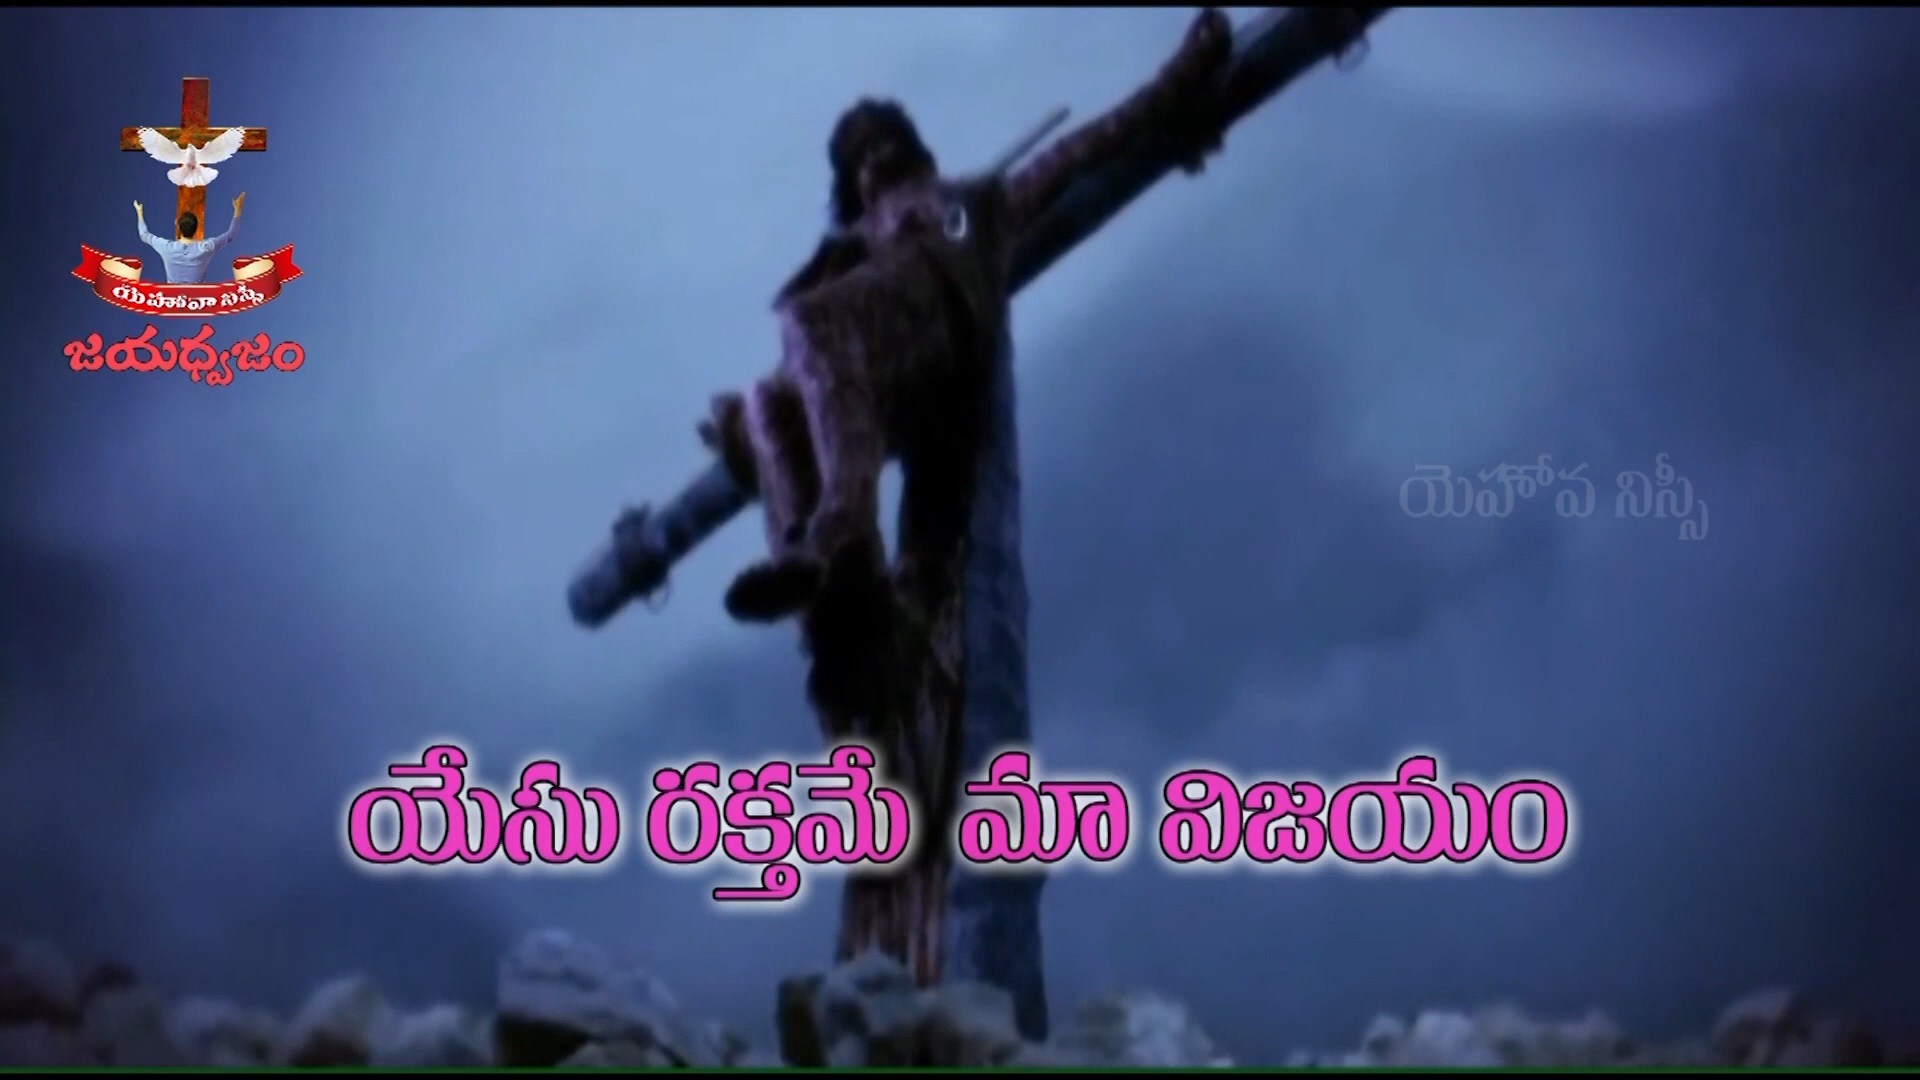 యెహోవా నిస్సీ
జయధ్వజం
యెహోవ నిస్సీ
యేసు రక్తమే మా విజయం